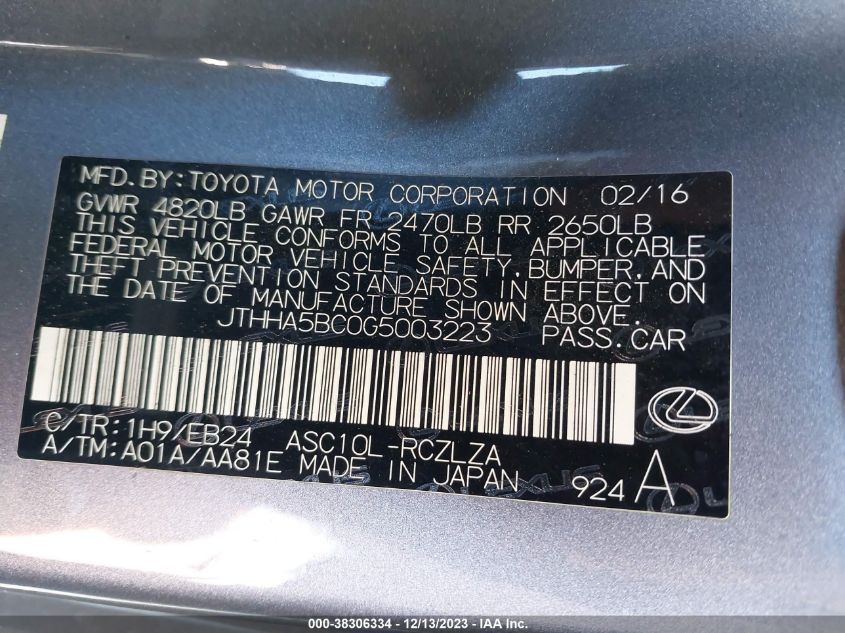 MFD.BY:TOYOTA MOTOR CORPORATION 02/16
GVWR 4820LB GAWR FR 2470LB RR 2650LB
THIS VEHICLE CONFORMS TO ALL APPLICABLE
FEDERAL MOTOR VEHICLE SAFETY,BUMPER,AND
THEFT PREVENTION STANDARDS IN EFFECT ON
THE DATE OF MANUFACTURE SHOWN ABOVE.
JTHHA5BC0G5003223 PASS.CAR
C/TR:1H9/EB24 ASC10L-RCZLZA
A/TM:A01A/AA81E MADE IN JAPAN 924 A
LEXUS
000-38306334 - 12/13/2023 - IAA Inc.